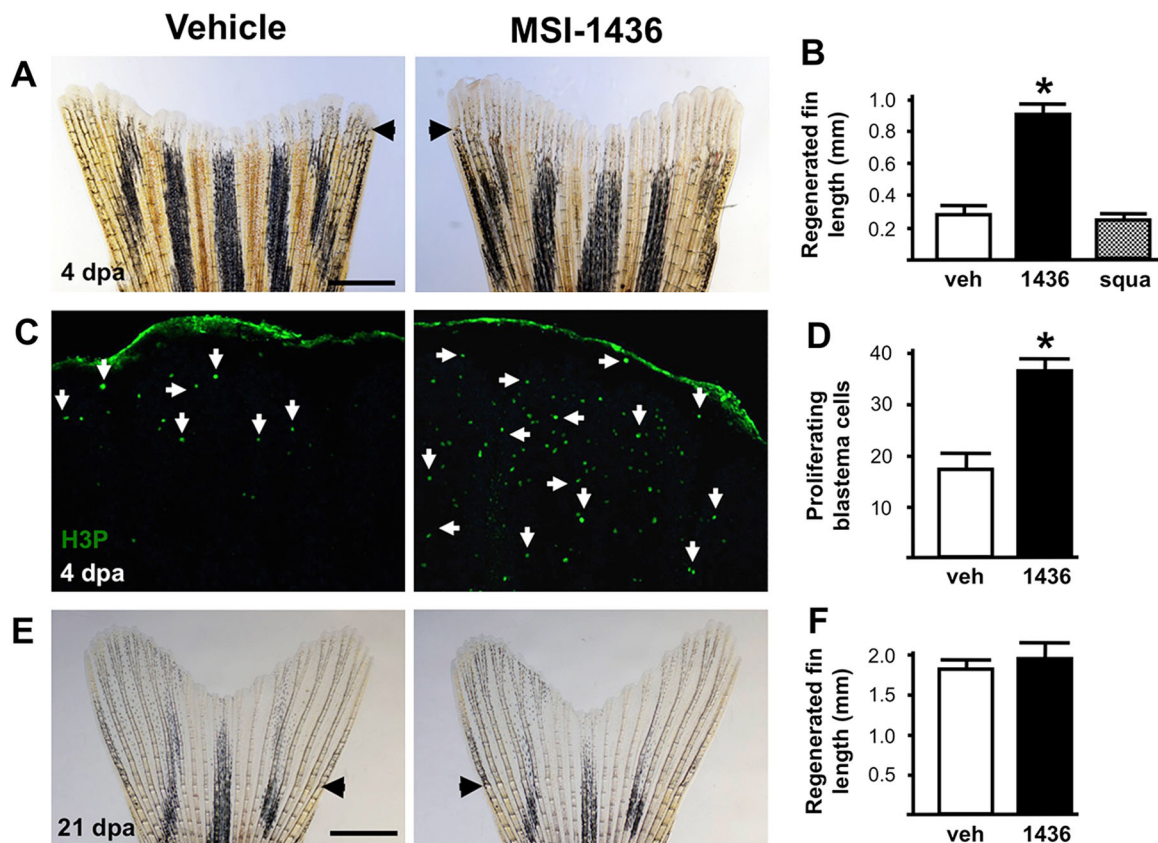 Vehicle
MSI-1436
A
4 dpa
B
Regenerated fin
length (mm)
1.0
0.8
0.6
0.4
0.2
veh 1436 squa
*
C
H3P
4 dpa
D
Proliferating
blastema cells
40
30
20
10
veh 1436
*
E
21 dpa
F
Regenerated fin
length (mm)
2.0
1.5
1.0
0.5
veh 1436